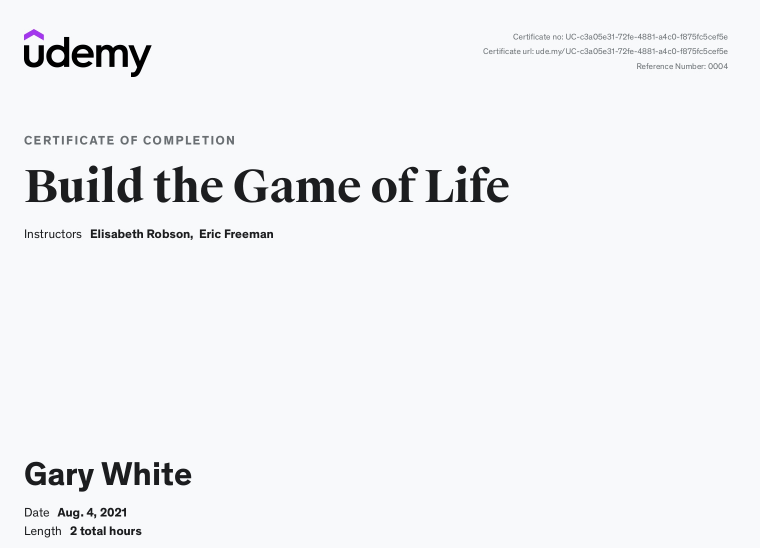 udemy
Certificate no: UC-c3a05e31-72fe-4881-a4c0-f875fc5cef5e
Certificate url: ude.my/UC-c3a05e31-72fe-4881-a4c0-f875fc5cef5e
Reference Number: 0004
CERTIFICATE OF COMPLETION
Build the Game of Life
Instructors Elisabeth Robson, Eric Freeman
Gary White
Date Aug. 4, 2021
Length 2 total hours